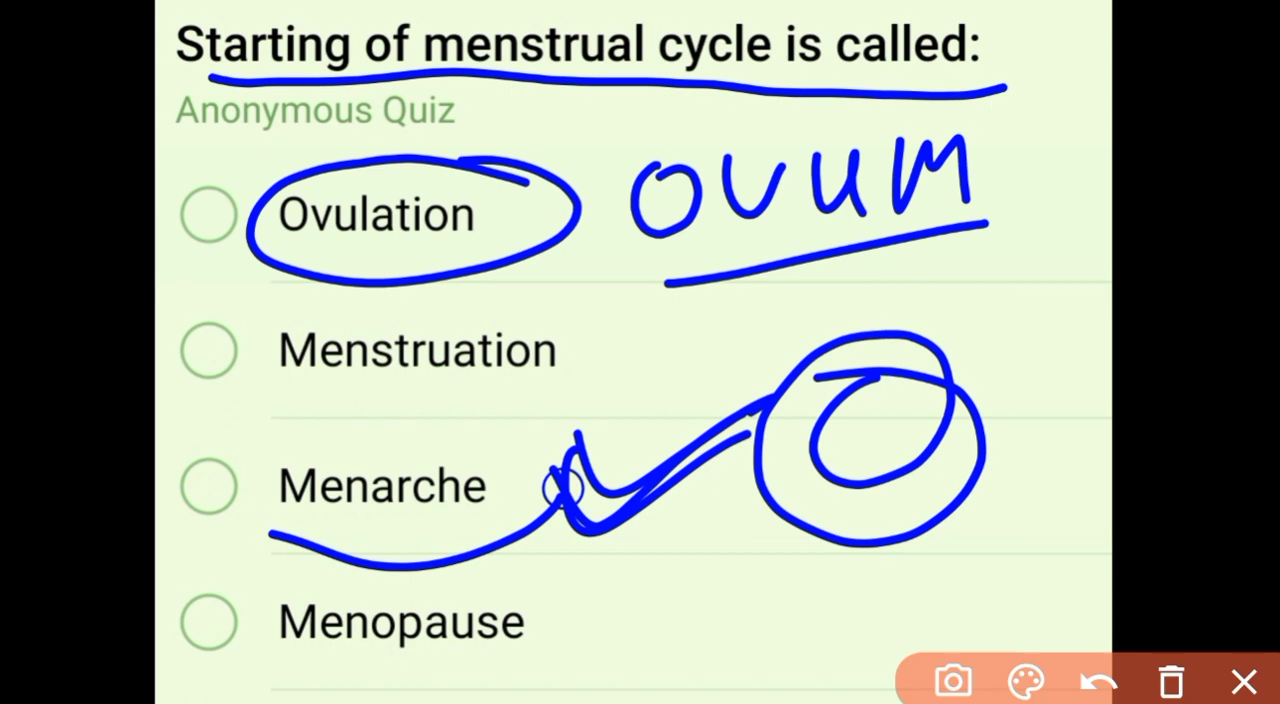 Starting of menstrual cycle is called:
Anonymous Quiz
Ovulation OVUM
Menstruation
Menarche
Menopause